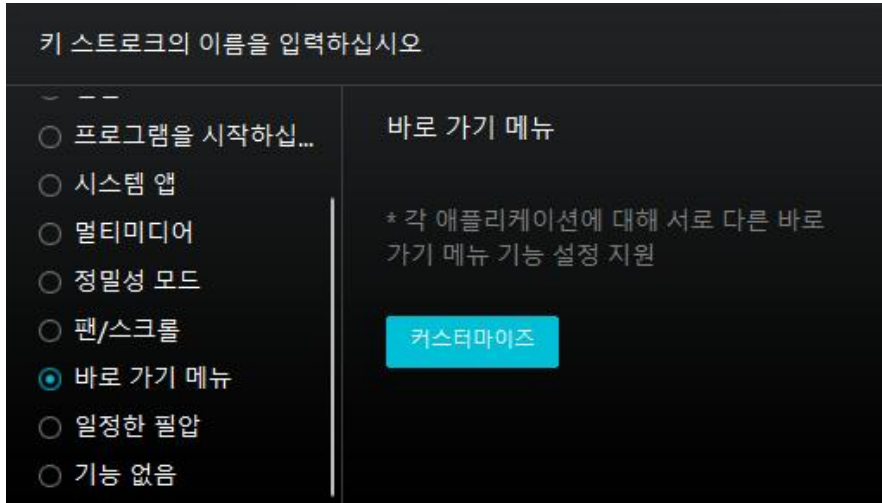 키 스트로크의 이름을 입력하십시오
프로그램을 시작하십...
시스템 앱
멀티미디어
정밀성 모드
팬/스크롤
바로 가기 메뉴
일정한 필압
기능 없음
바로 가기 메뉴
* 각 애플리케이션에 대해 서로 다른 바로
가기 메뉴 기능 설정 지원
커스터마이즈